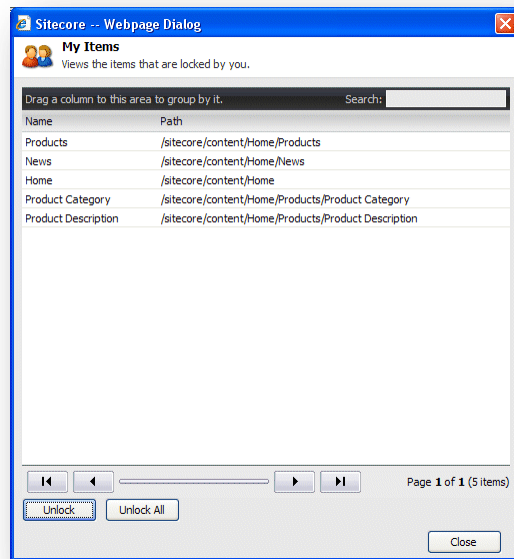 Sitecore -- Webpage Dialog
My Items
Views the items that are locked by you.
Drag a column to this area to group by it. Search:
Name Path
Products /sitecore/content/Home/Products
News /sitecore/content/Home/News
Home /sitecore/content/Home
Product Category /sitecore/content/Home/Products/Product Category
Product Description /sitecore/content/Home/Products/Product Description
Page 1 of 1 (5 items)
Unlock Unlock All
Close